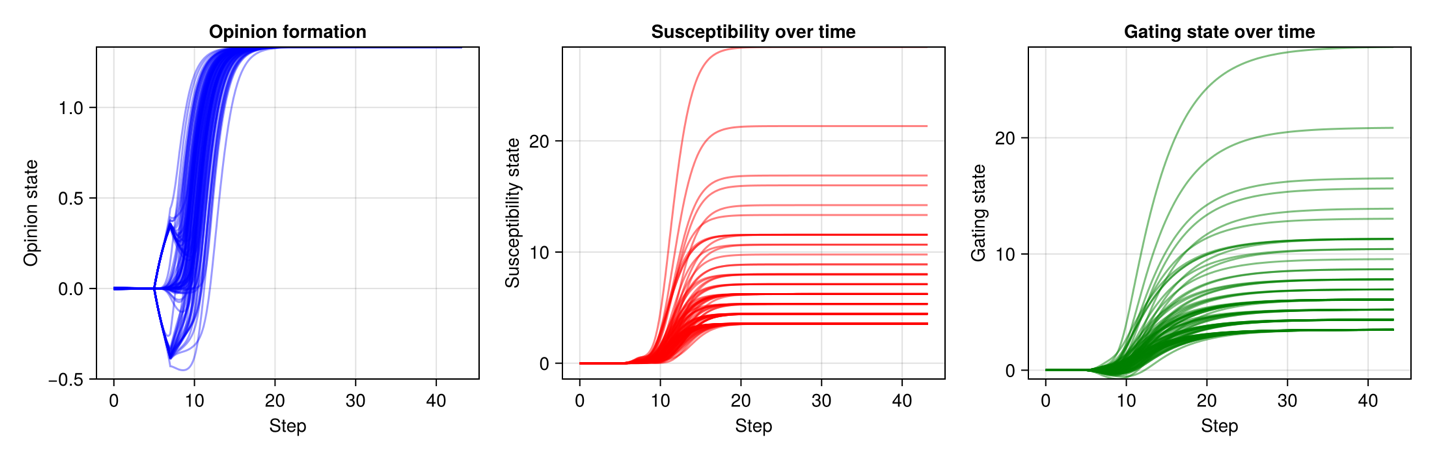 Opinion formation
Opinion state
1.0
0.5
0.0
−0.5
0 10 20 30 40
Step
Susceptibility over time
Susceptibility state
20
10
0
0 10 20 30 40
Step
Gating state over time
Gating state
20
10
0
0 10 20 30 40
Step